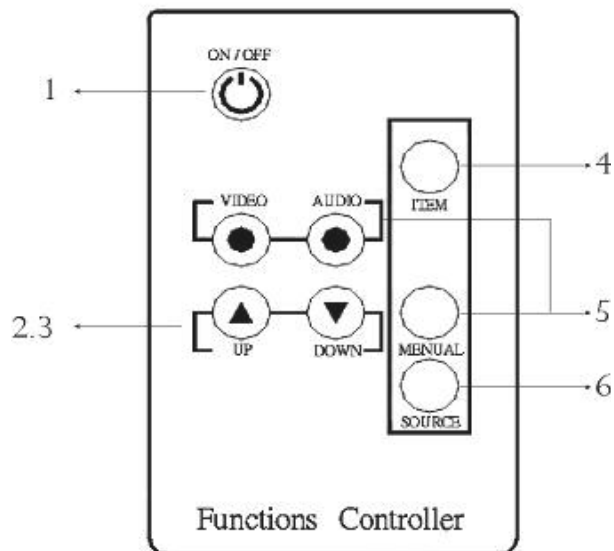 ON / OFF
1
4
VIDEO AUDIO
ITEM
2.3
5
UP DOWN MENUAL
6
SOURCE
Functions Controller